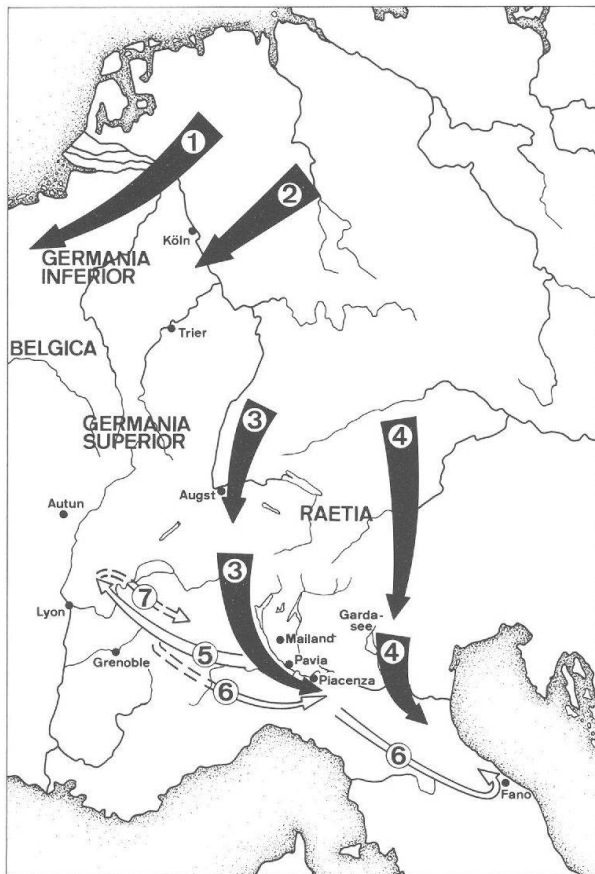 1
2
Köln
GERMANIA
INFERIOR
Trier
BELGICA
3
GERMANIA
SUPERIOR
4
Augst
RAETIA
Autun
3
7
Lyon
Garda-
see
Mailand
5
4
Grenoble
Pavia
Piacenza
6
6
Fano